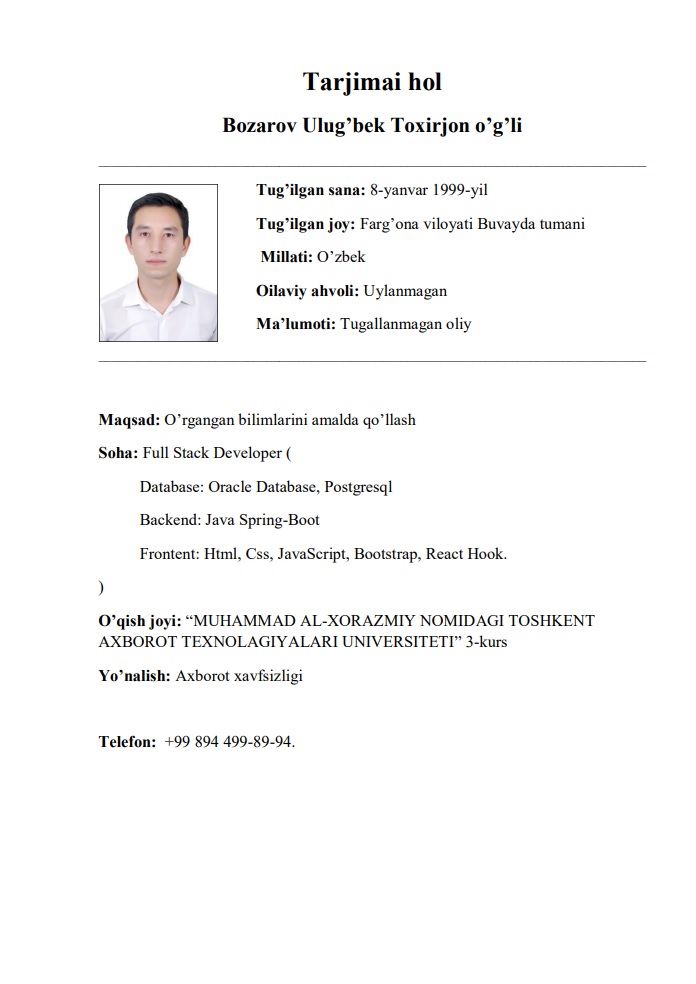 Tarjimai hol
Bozarov Ulug’bek Toxirjon o’g’li
Tug’ilgan sana: 8-yanvar 1999-yil
Tug’ilgan joy: Farg’ona viloyati Buvayda tumani
Millati: O’zbek
Oilaviy ahvoli: Uylanmagan
Ma’lumoti: Tugallanmagan oliy
Maqsad: O’rgangan bilimlarini amalda qo’llash
Soha: Full Stack Developer (
Database: Oracle Database, Postgresql
Backend: Java Spring-Boot
Frontent: Html, Css, JavaScript, Bootstrap, React Hook.
)
O’qish joyi: “MUHAMMAD AL-XORAZMIY NOMIDAGI TOSHKENT
AXBOROT TEXNOLAGIYALARI UNIVERSITETI” 3-kurs
Yo’nalish: Axborot xavfsizligi
Telefon:  +99 894 499-89-94.